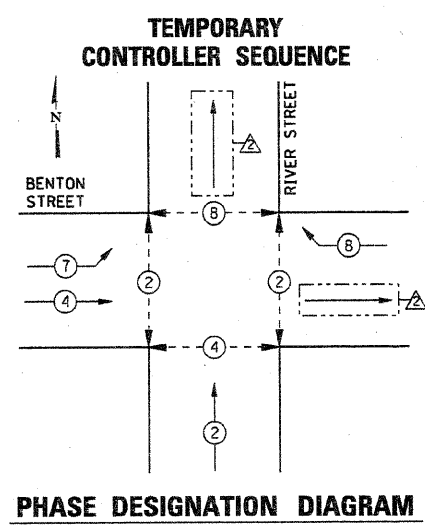 TEMPORARY
CONTROLLER SEQUENCE
N
RIVER STREET
2
BENTON
STREET
8
8
7
2
2
4
2
4
2
PHASE DESIGNATION DIAGRAM